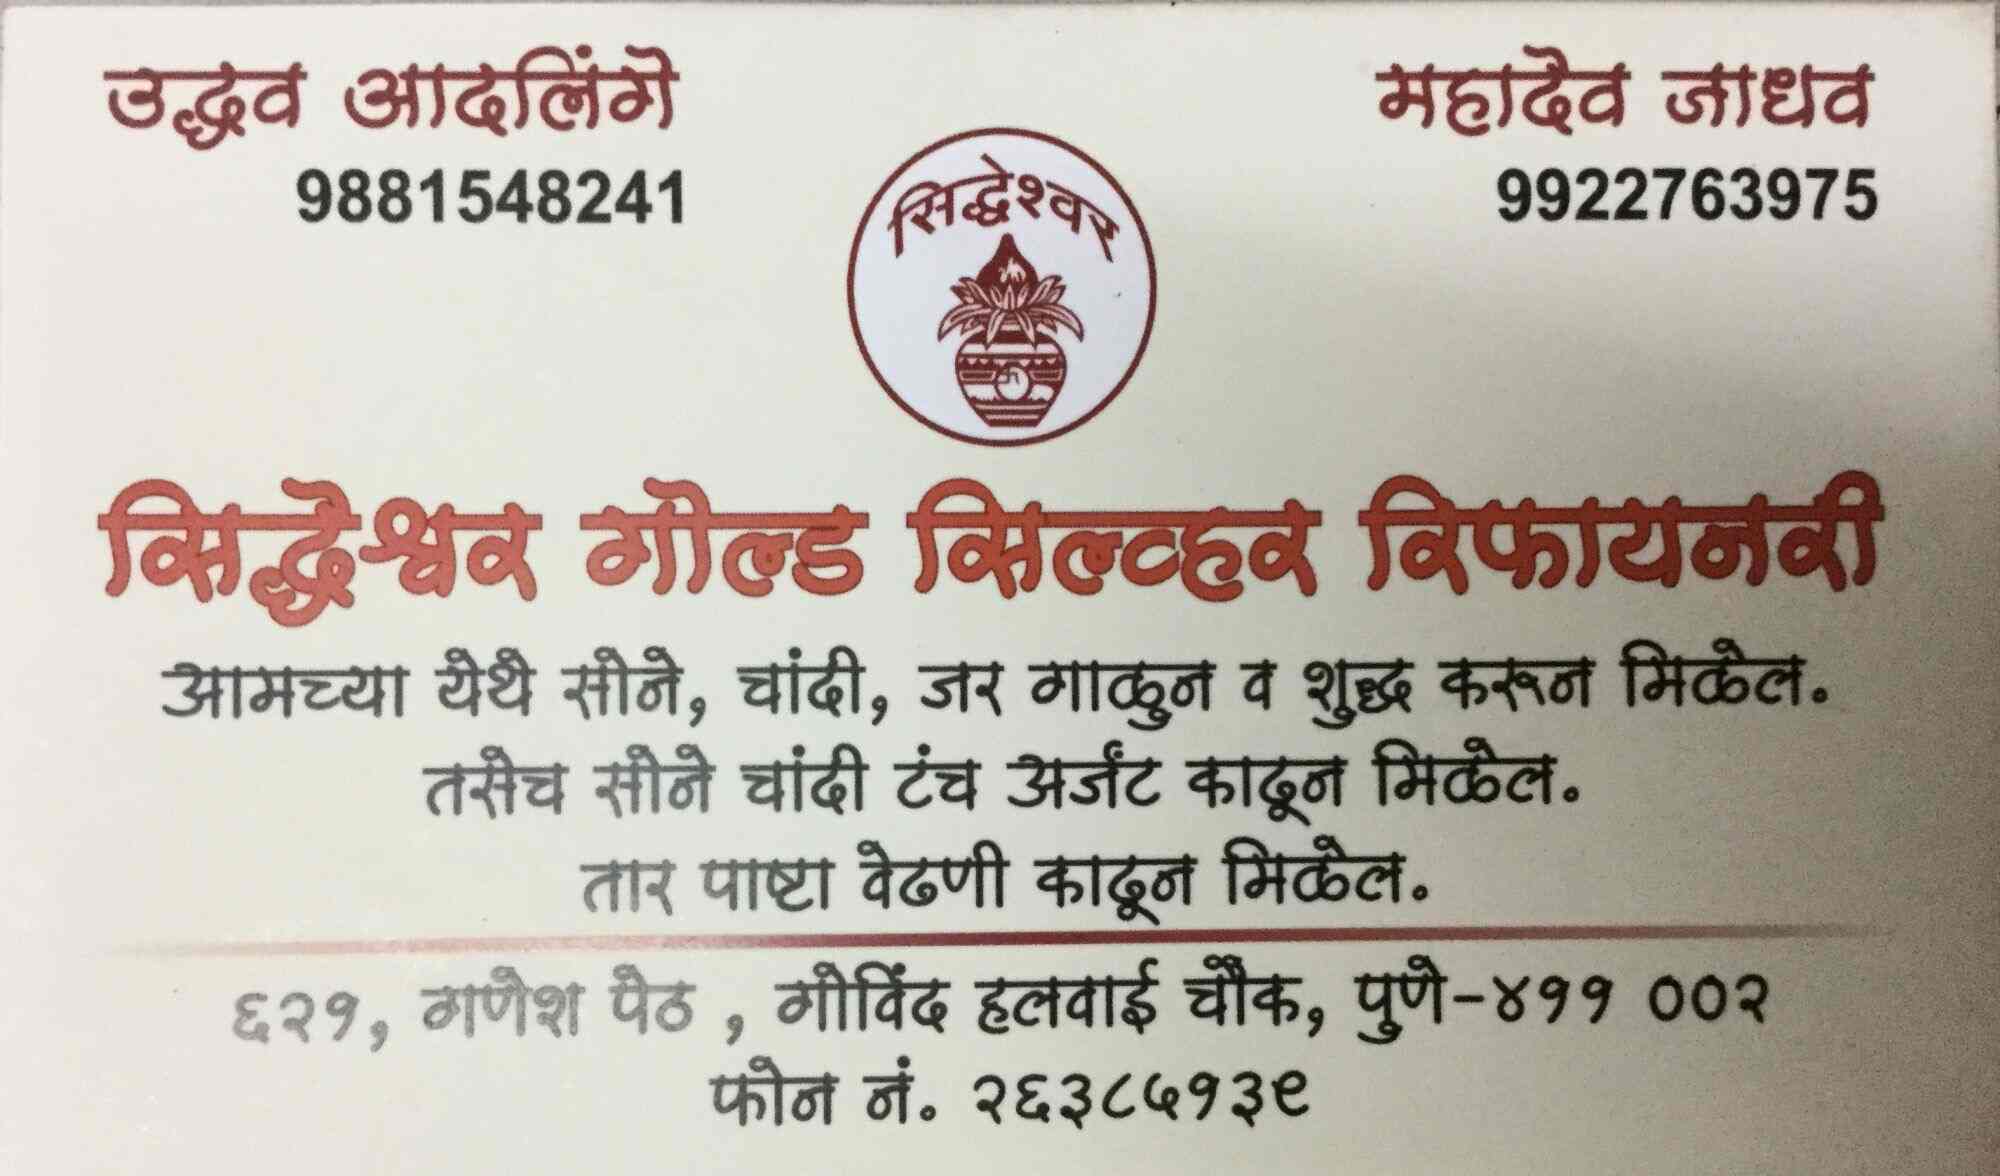 उद्धव आदलिंगे
9881548241
महादेव जाधव
9922763975
सिद्धेश्वर
सिद्धेश्वर गोल्ड सिल्व्हर रिफायनरी
आमच्या येथे सोने, चांदी, जर गाळुन व शुद्ध करून मिळेल.
तसेच सोने चांदी टंच अर्जंट काढून मिळेल.
तार पाष्टा वेढणी काढून मिळेल.
६२१, गणेश पेठ , गोविंद हलवाई चौक, पुणे-४११ ००२
फोन नं. २६३८५१३९